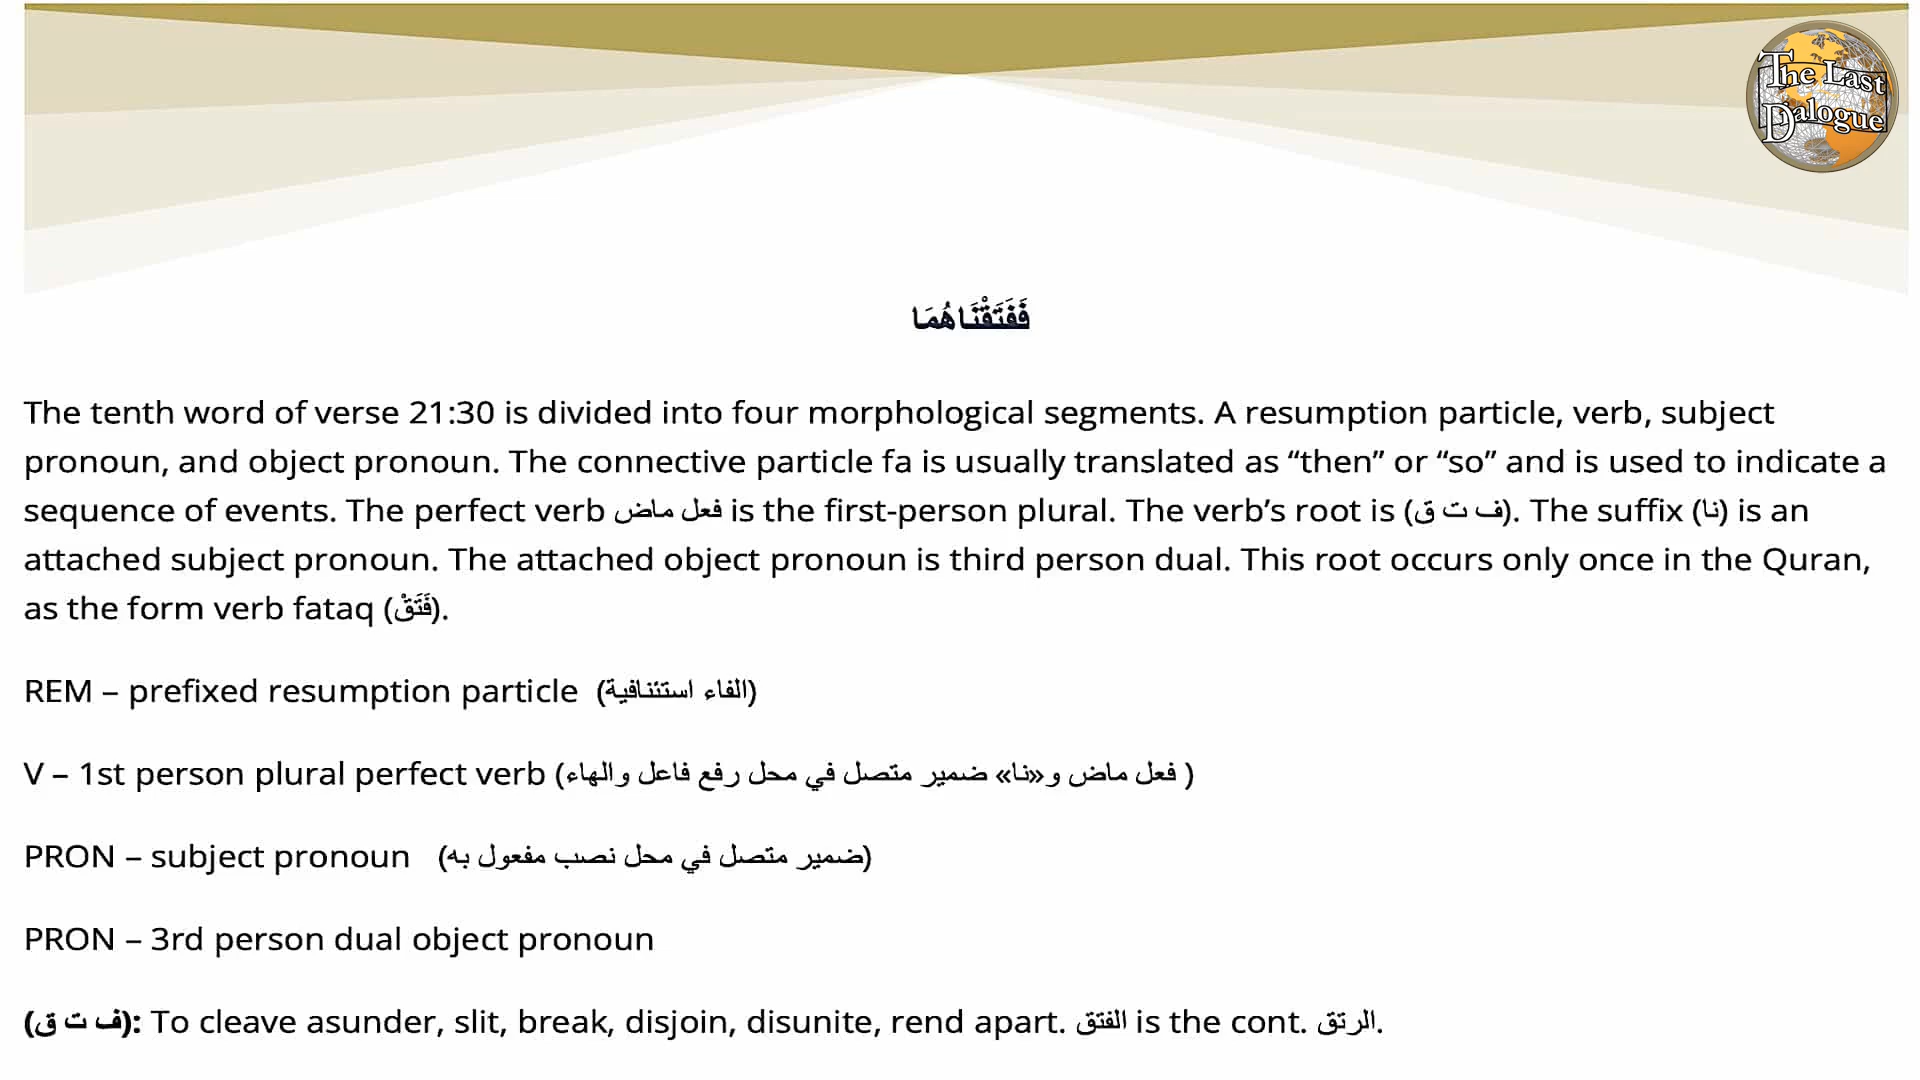 The Last
Dialogue
فَفَتَقْنَاهُمَا
The tenth word of verse 21:30 is divided into four morphological segments. A resumption particle, verb, subject
pronoun, and object pronoun. The connective particle fa is usually translated as “then” or “so” and is used to indicate a
sequence of events. The perfect verb فعل ماض is the first-person plural. The verb’s root is (ف ت ق). The suffix (نا) is an
attached subject pronoun. The attached object pronoun is third person dual. This root occurs only once in the Quran,
as the form verb fataq (فَتَقْ).
REM – prefixed resumption particle (الفاء استئنافية)
V – 1st person plural perfect verb (فعل ماض و«نا» ضمير متصل في محل رفع فاعل والهاء )
PRON – subject pronoun (ضمير متصل في محل نصب مفعول به)
PRON – 3rd person dual object pronoun
(ف ت ق): To cleave asunder, slit, break, disjoin, disunite, rend apart. الفتق is the cont. الرتق.